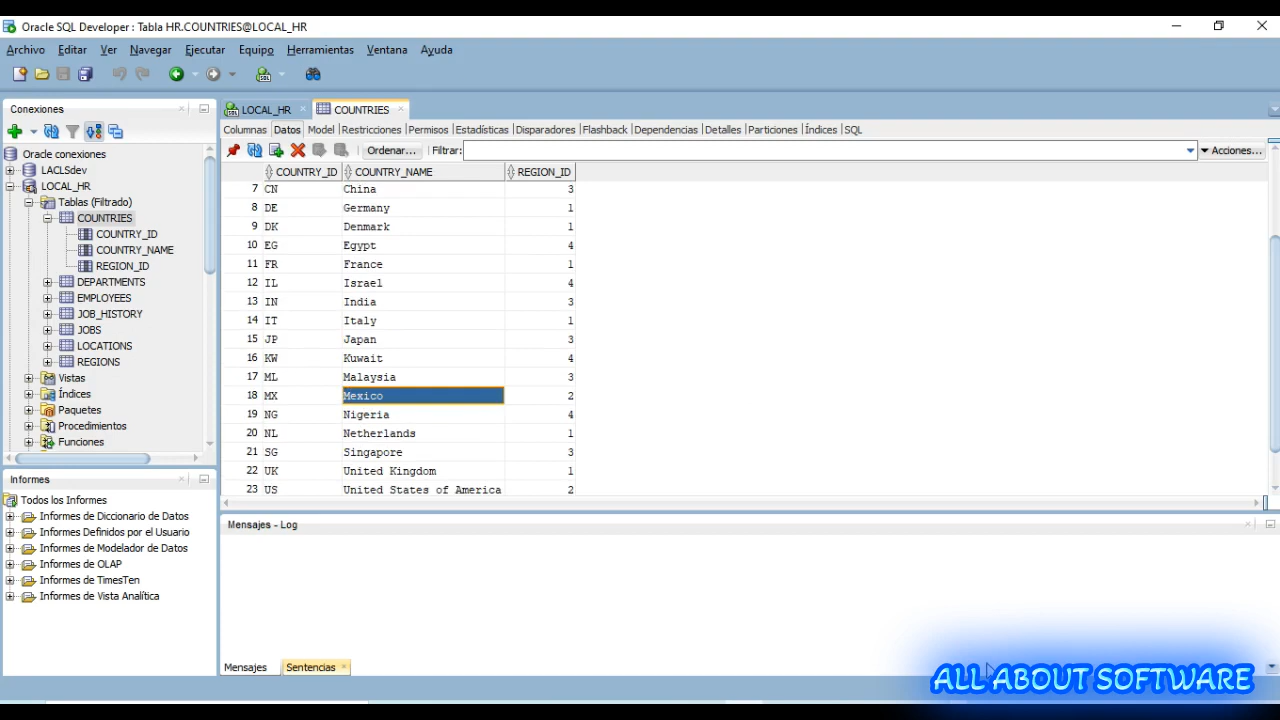 Oracle SQL Developer : Tabla HR.COUNTRIES@LOCAL_HR
Archivo Editar Ver Navegar Ejecutar Equipo Herramientas Ventana Ayuda
Conexiones
Oracle conexiones
LACLSdev
LOCAL_HR
Tablas (Filtrado)
COUNTRIES
COUNTRY_ID
COUNTRY_NAME
REGION_ID
DEPARTMENTS
EMPLOYEES
JOB_HISTORY
JOBS
LOCATIONS
REGIONS
Vistas
Índices
Paquetes
Procedimientos
Funciones
Informes
Todos los Informes
Informes de Diccionario de Datos
Informes Definidos por el Usuario
Informes de Modelador de Datos
Informes de OLAP
Informes de TimesTen
Informes de Vista Analítica
LOCAL_HR COUNTRIES
Columnas Datos Model Restricciones Permisos Estadísticas Disparadores Flashback Dependencias Detalles Particiones Índices SQL
Ordenar... Filtrar: Acciones...
COUNTRY_ID COUNTRY_NAME REGION_ID
7 CN China 3
8 DE Germany 1
9 DK Denmark 1
10 EG Egypt 4
11 FR France 1
12 IL Israel 4
13 IN India 3
14 IT Italy 1
15 JP Japan 3
16 KW Kuwait 4
17 ML Malaysia 3
18 MX Mexico 2
19 NG Nigeria 4
20 NL Netherlands 1
21 SG Singapore 3
22 UK United Kingdom 1
23 US United States of America 2
Mensajes - Log
Mensajes Sentencias
ALL ABOUT SOFTWARE